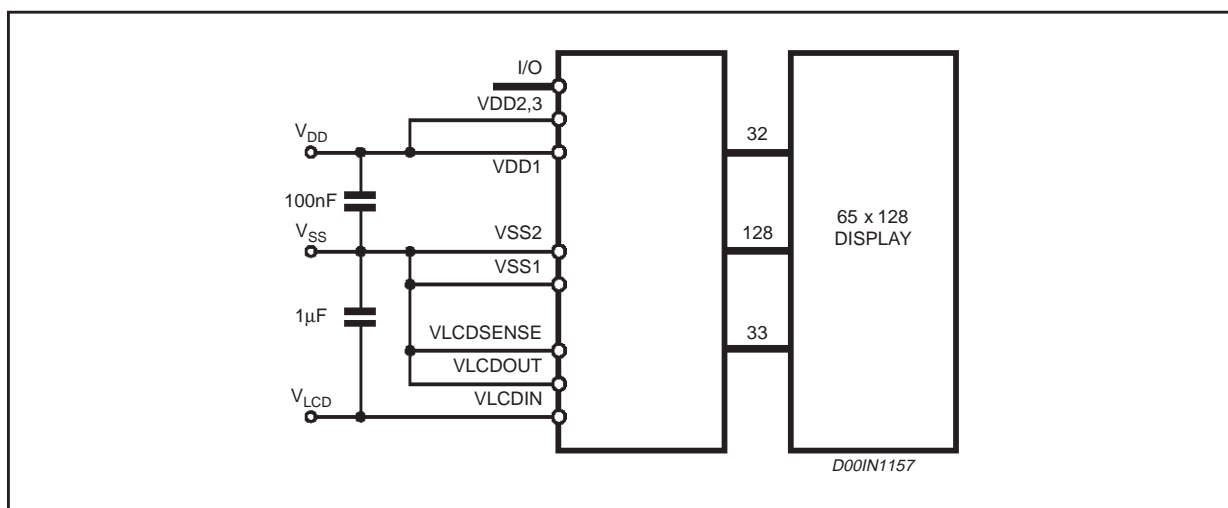 I/O
VDD2,3
V_DD
VDD1
32
100nF
V_SS
VSS2
VSS1
128
65 x 128
DISPLAY
1μF
VLCDSENSE
VLCDOUT
33
V_LCD
VLCDIN
D00IN1157